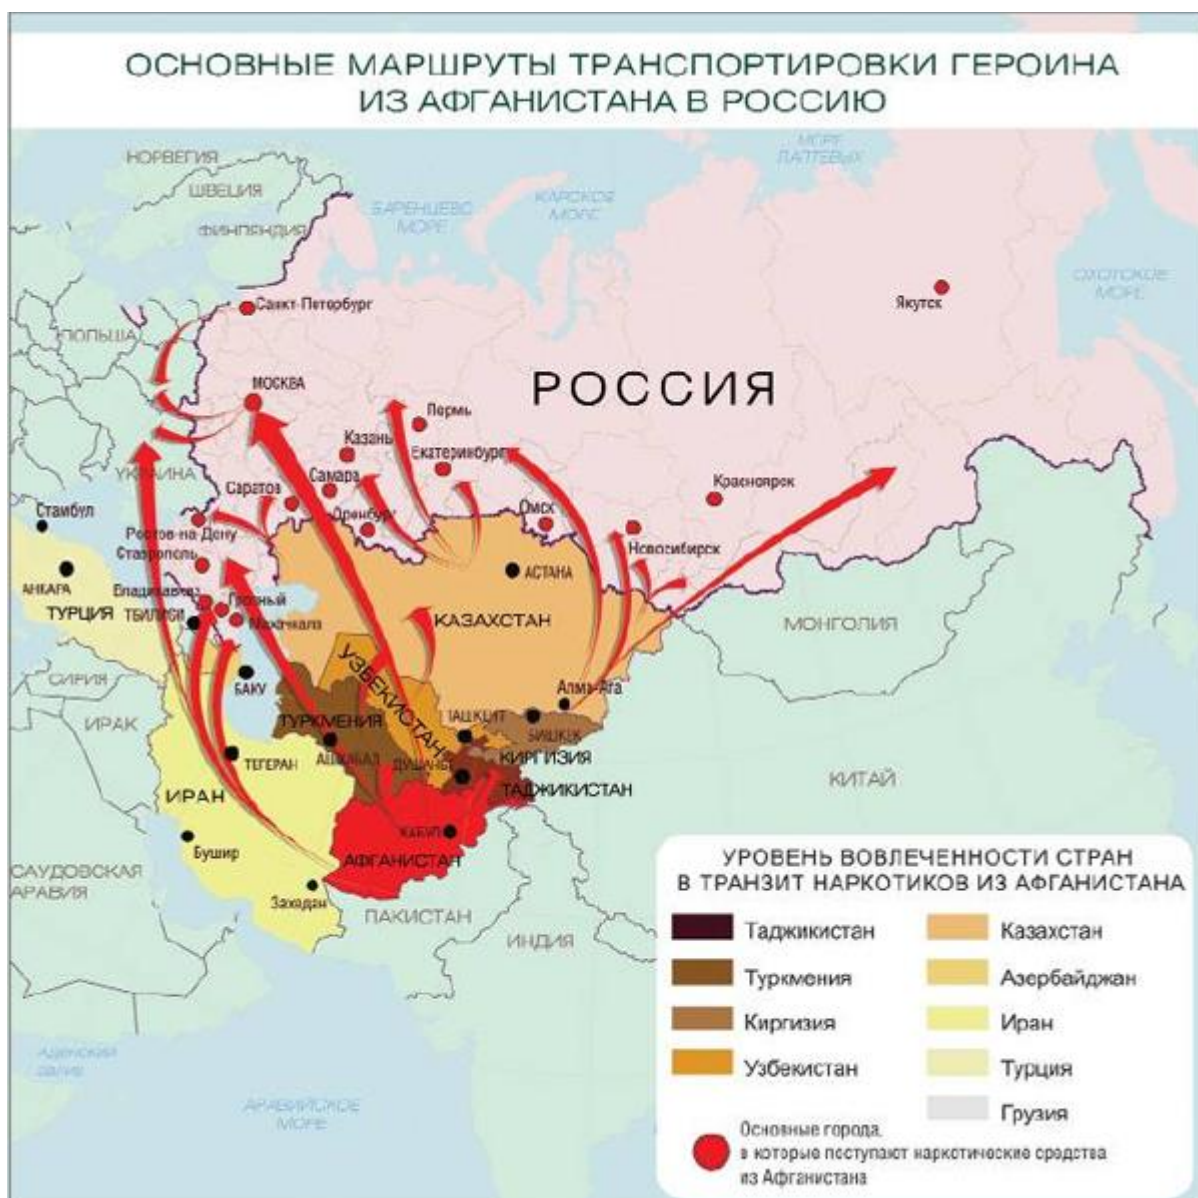 ОСНОВНЫЕ МАРШРУТЫ ТРАНСПОРТИРОВКИ ГЕРОИНА
ИЗ АФГАНИСТАНА В РОССИЮ
МОРЕ
ЛАПТЕВЫХ
НОРВЕГИЯ
ШВЕЦИЯ
КАРСКОЕ
МОРЕ
БАРЕНЦЕВО
МОРЕ
ФИНЛЯНДИЯ
ОХОТСКОЕ
МОРЕ
Санкт-Петербург
Якутск
ПОЛЬША
МОСКВА
РОССИЯ
Пермь
Казань
Екатеринбург
УКРАИНА
Самара
Саратов
Красноярск
Оренбург
Омск
Стамбул
Ростов-на Дону
Новосибирск
Ставрополь
АСТАНА
АНКАРА
Владикавказ
Грозный
ТУРЦИЯ
ТБИЛИСИ
Махачкала
КАЗАХСТАН
МОНГОЛИЯ
СИРИЯ
БАКУ
УЗБЕКИСТАН
Алма-Ата
ИРАК
ТУРКМЕНИЯ
ТАШКЕНТ
БИШКЕК
АШХАБАД
КИРГИЗИЯ
ТЕГЕРАН
ДУШАНБЕ
КИТАЙ
ИРАН
ТАДЖИКИСТАН
КАБУЛ
Бушир
АФГАНИСТАН
САУДОВСКАЯ
АРАВИЯ
Захедан
ПАКИСТАН
ИНДИЯ
Аденский
залив
АРАВИЙСКОЕ
МОРЕ
УРОВЕНЬ ВОВЛЕЧЕННОСТИ СТРАН
В ТРАНЗИТ НАРКОТИКОВ ИЗ АФГАНИСТАНА
Таджикистан
Туркмения
Киргизия
Узбекистан
Казахстан
Азербайджан
Иран
Турция
Грузия
Основные города,
в которые поступают наркотические средства
из Афганистана